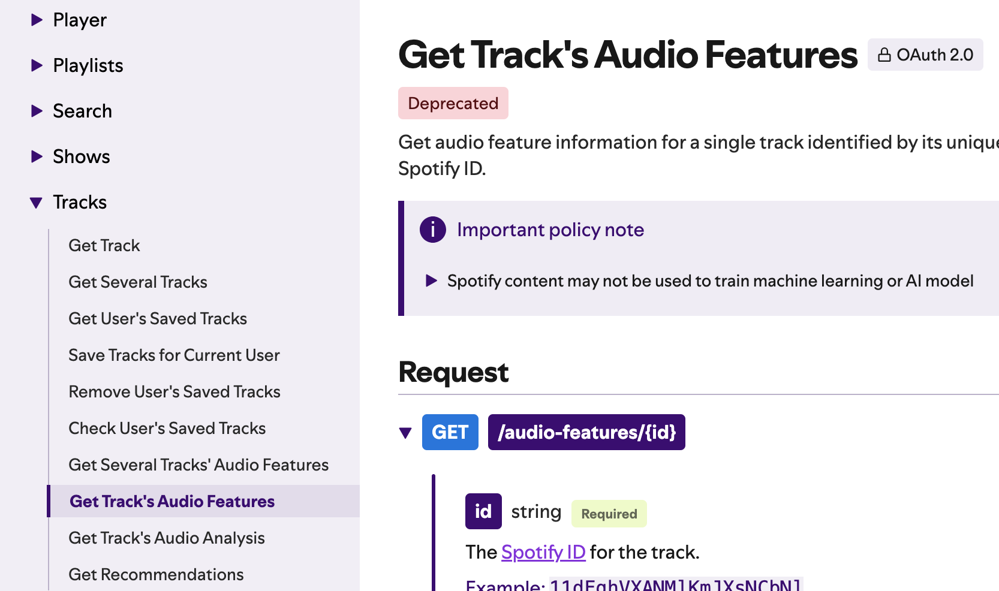 Player
Playlists
Search
Shows
Tracks
Get Track
Get Several Tracks
Get User's Saved Tracks
Save Tracks for Current User
Remove User's Saved Tracks
Check User's Saved Tracks
Get Several Tracks' Audio Features
Get Track's Audio Features
Get Track's Audio Analysis
Get Recommendations
Get Track's Audio Features OAuth 2.0
Deprecated
Get audio feature information for a single track identified by its unique
Spotify ID.
i Important policy note
Spotify content may not be used to train machine learning or AI model
Request
GET /audio-features/{id}
id string Required
The Spotify ID for the track.
Example: 11dFghVXANMlKmJXsNCbNl